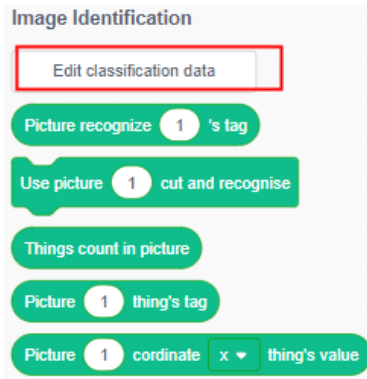 Image Identification
Edit classification data
Picture recognize 1 's tag
Use picture 1 cut and recognise
Things count in picture
Picture 1 thing's tag
Picture 1 cordinate x thing's value